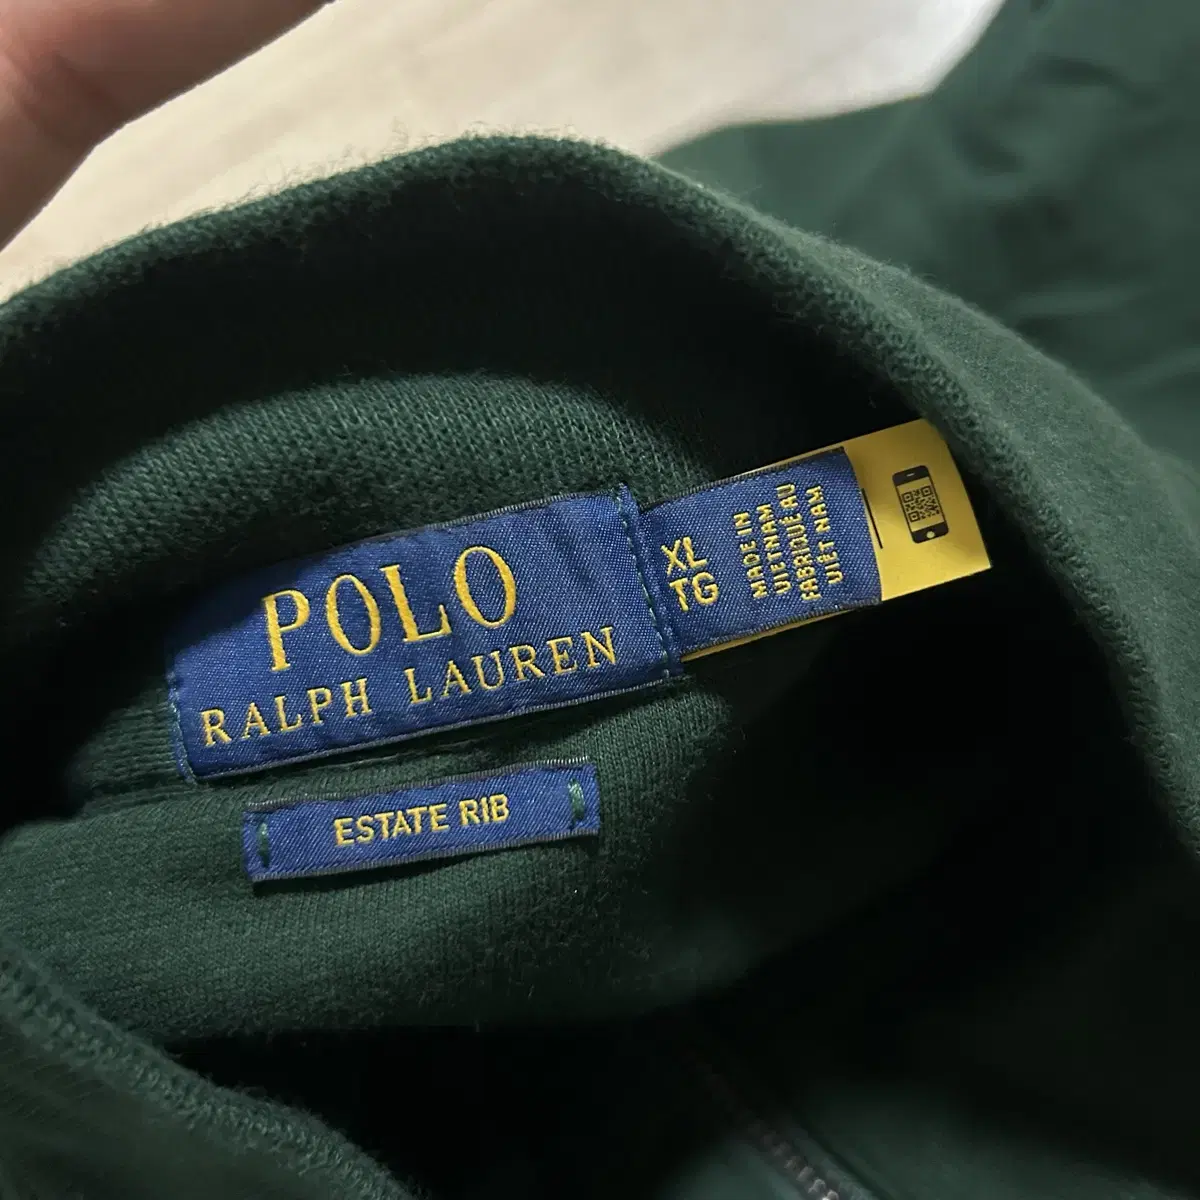 POLO
RALPH LAUREN
XL
TG
MADE IN
VIETNAM
FABRIQUÉ AU
VIET NAM
ESTATE RIB